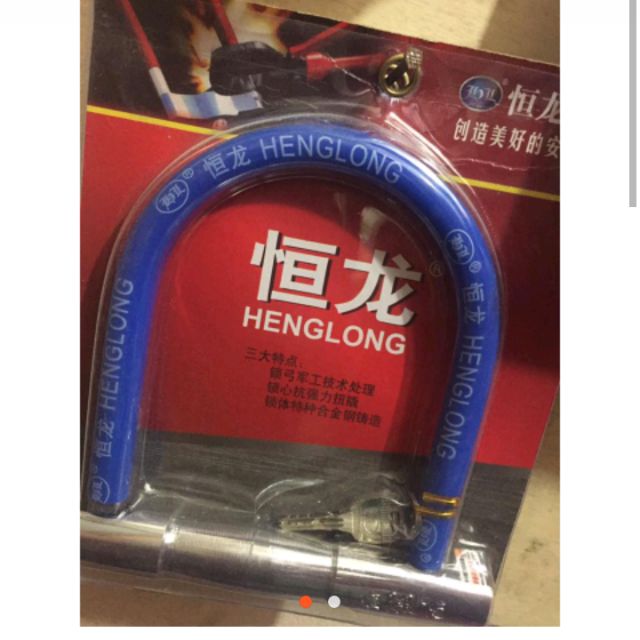 恒龙
创造美好的安
恒龙 HENGLONG
恒龙 HENGLONG
恒龙 HENGLONG
恒龙
HENGLONG
三大特点：
锁弓军工技术处理
锁心抗强力扭撬
锁体特种合金钢铸造